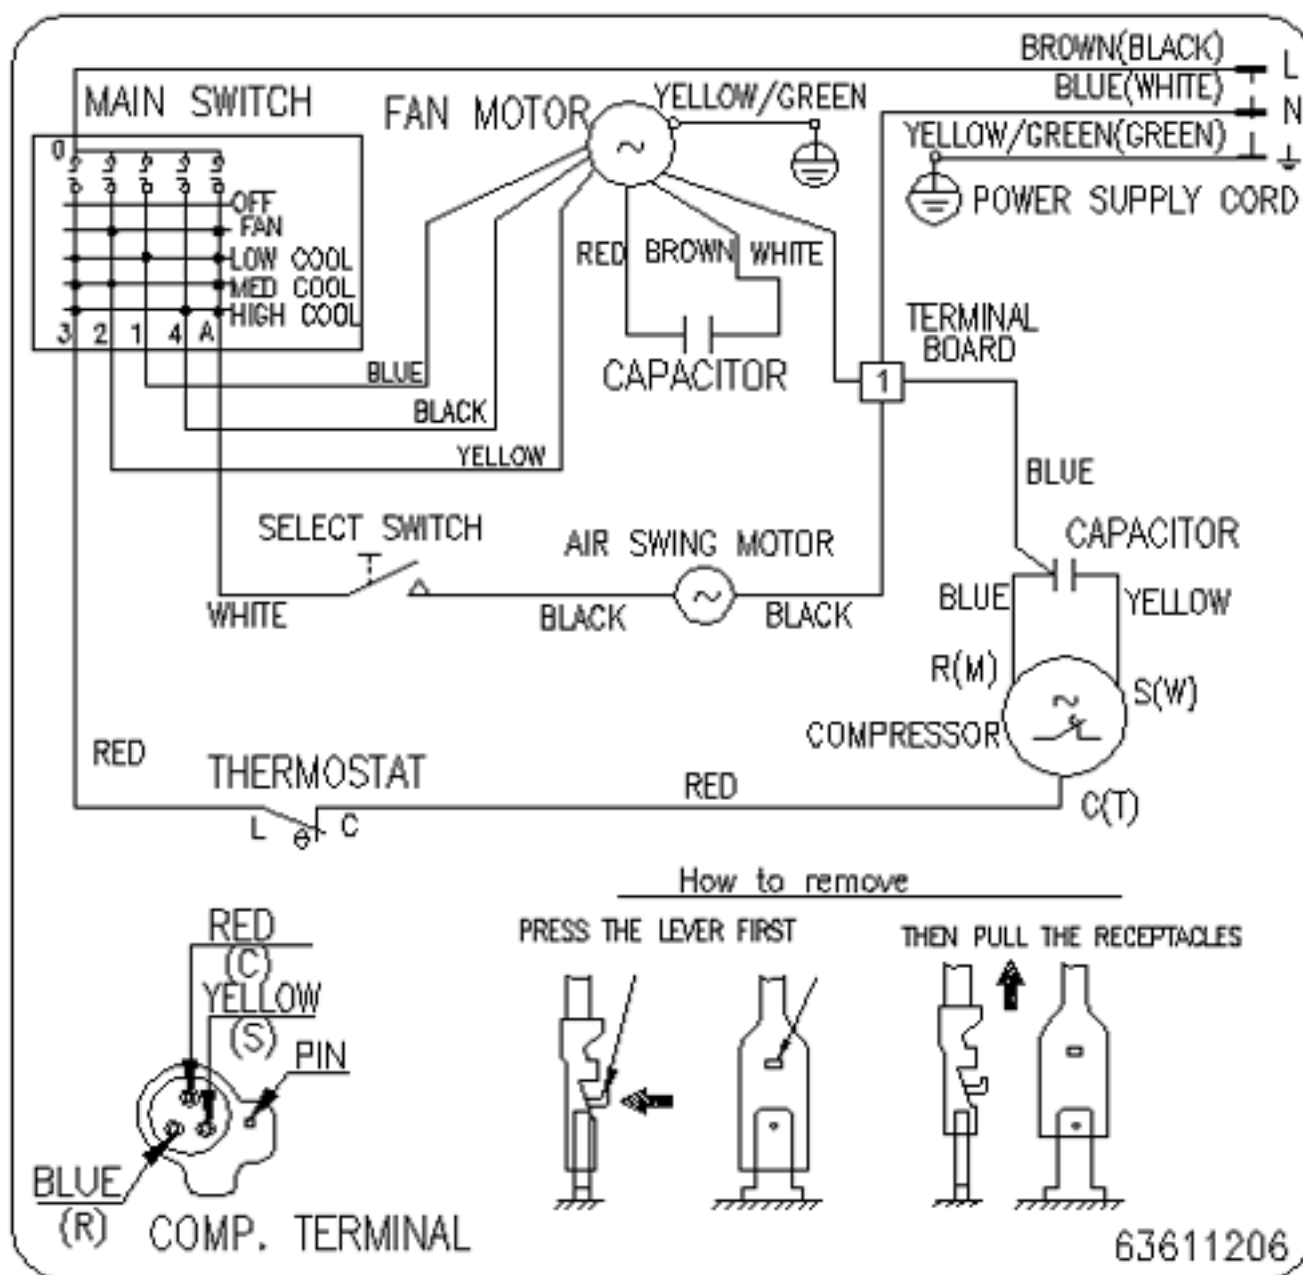 BROWN(BLACK) L
MAIN SWITCH FAN MOTOR YELLOW/GREEN BLUE(WHITE) N
YELLOW/GREEN(GREEN)
0
OFF
POWER SUPPLY CORD
FAN
LOW COOL
RED BROWN WHITE
MED COOL
HIGH COOL
3 2 1 4 A
TERMINAL
BOARD
BLUE
CAPACITOR
1
BLACK
YELLOW
BLUE
SELECT SWITCH
AIR SWING MOTOR
CAPACITOR
WHITE
BLACK
BLACK
BLUE
YELLOW
R(M)
S(W)
COMPRESSOR
RED
THERMOSTAT
RED
L
θ
C
C(T)
How to remove
RED
(C)
PRESS THE LEVER FIRST
THEN PULL THE RECEPTACLES
YELLOW
(S)
PIN
BLUE
(R)
COMP. TERMINAL
63611206